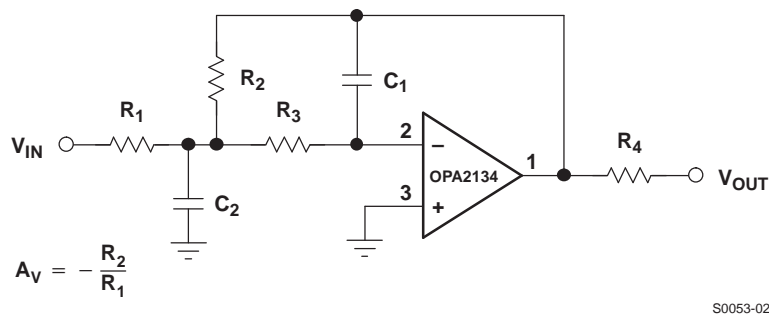 R2
C1
R1
R3
VIN
2
–
OPA2134
1
R4
VOUT
3
+
C2
AV = – R2
R1
S0053-02